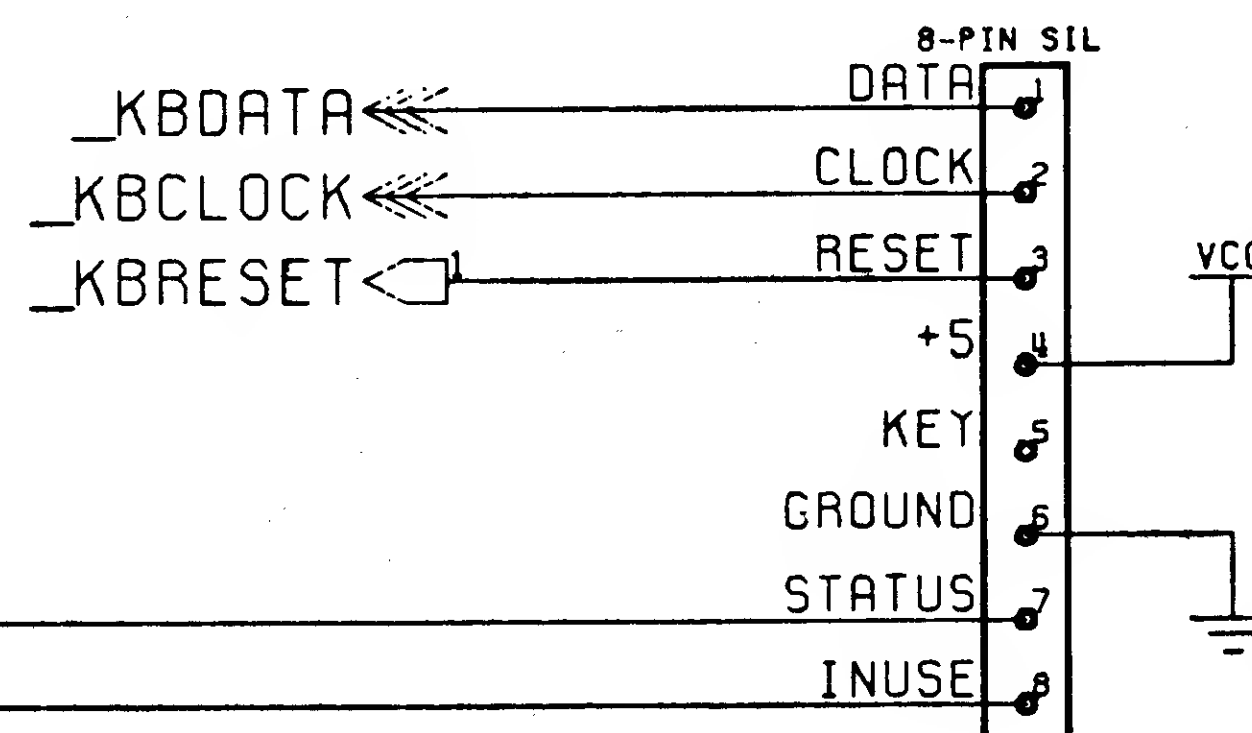 8-PIN SIL
_KBDATA DATA 1
_KBCLOCK CLOCK 2
_KBRESET 1 RESET 3
VCC
+5 4
KEY 5
GROUND 6
STATUS 7
INUSE 8